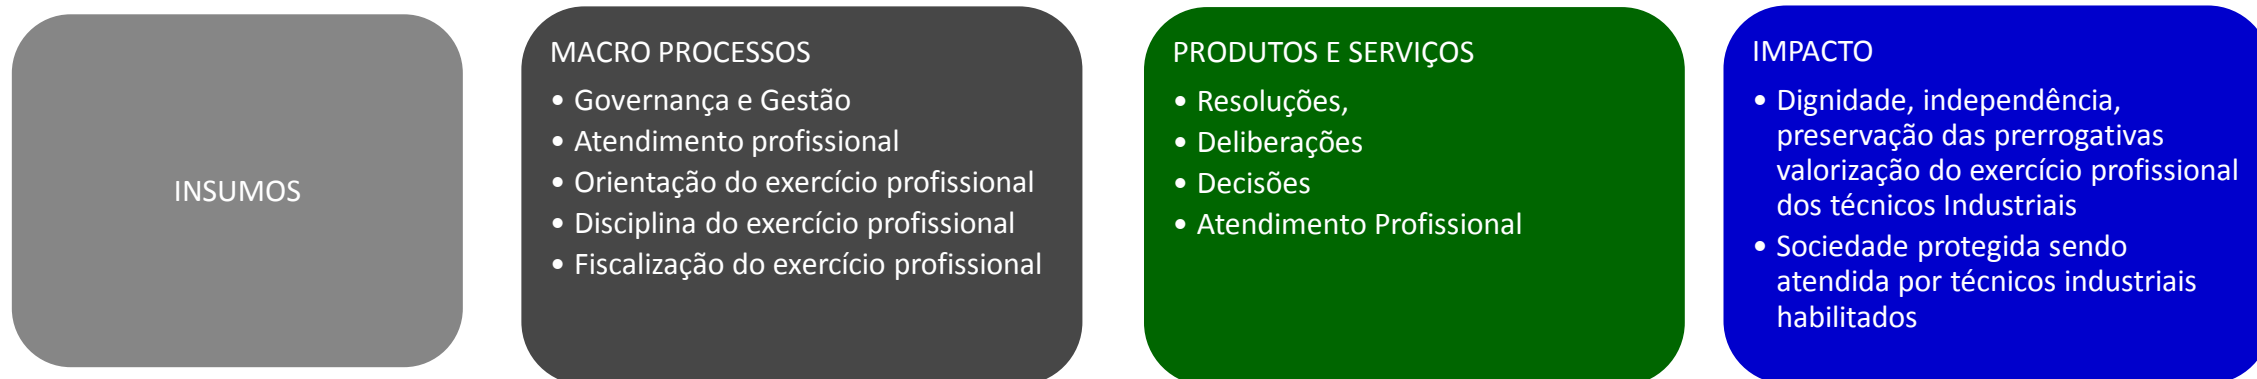 INSUMOS
MACRO PROCESSOS
• Governança e Gestão
• Atendimento profissional
• Orientação do exercício profissional
• Disciplina do exercício profissional
• Fiscalização do exercício profissional
PRODUTOS E SERVIÇOS
• Resoluções,
• Deliberações
• Decisões
• Atendimento Profissional
IMPACTO
• Dignidade, independência,
preservação das prerrogativas
valorização do exercício profissional
dos técnicos Industriais
• Sociedade protegida sendo
atendida por técnicos industriais
habilitados